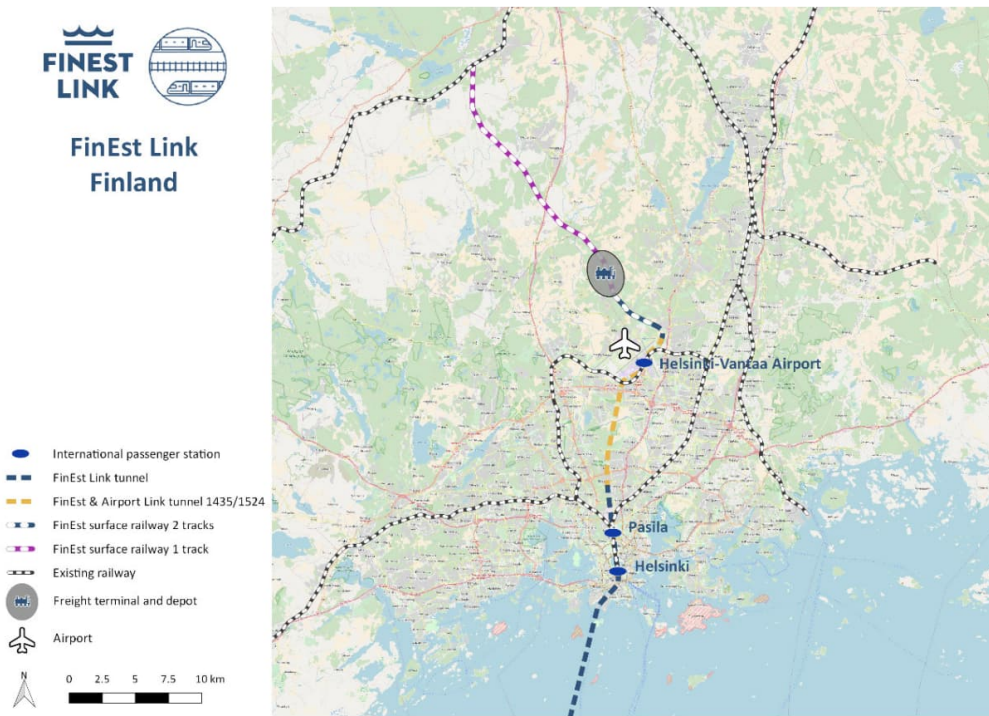 FINEST
LINK
FinEst Link
Finland
International passenger station
FinEst Link tunnel
FinEst & Airport Link tunnel 1435/1524
FinEst surface railway 2 tracks
FinEst surface railway 1 track
Existing railway
Freight terminal and depot
Airport
N
0 2.5 5 7.5 10 km
Helsinki-Vantaa Airport
Pasila
Helsinki